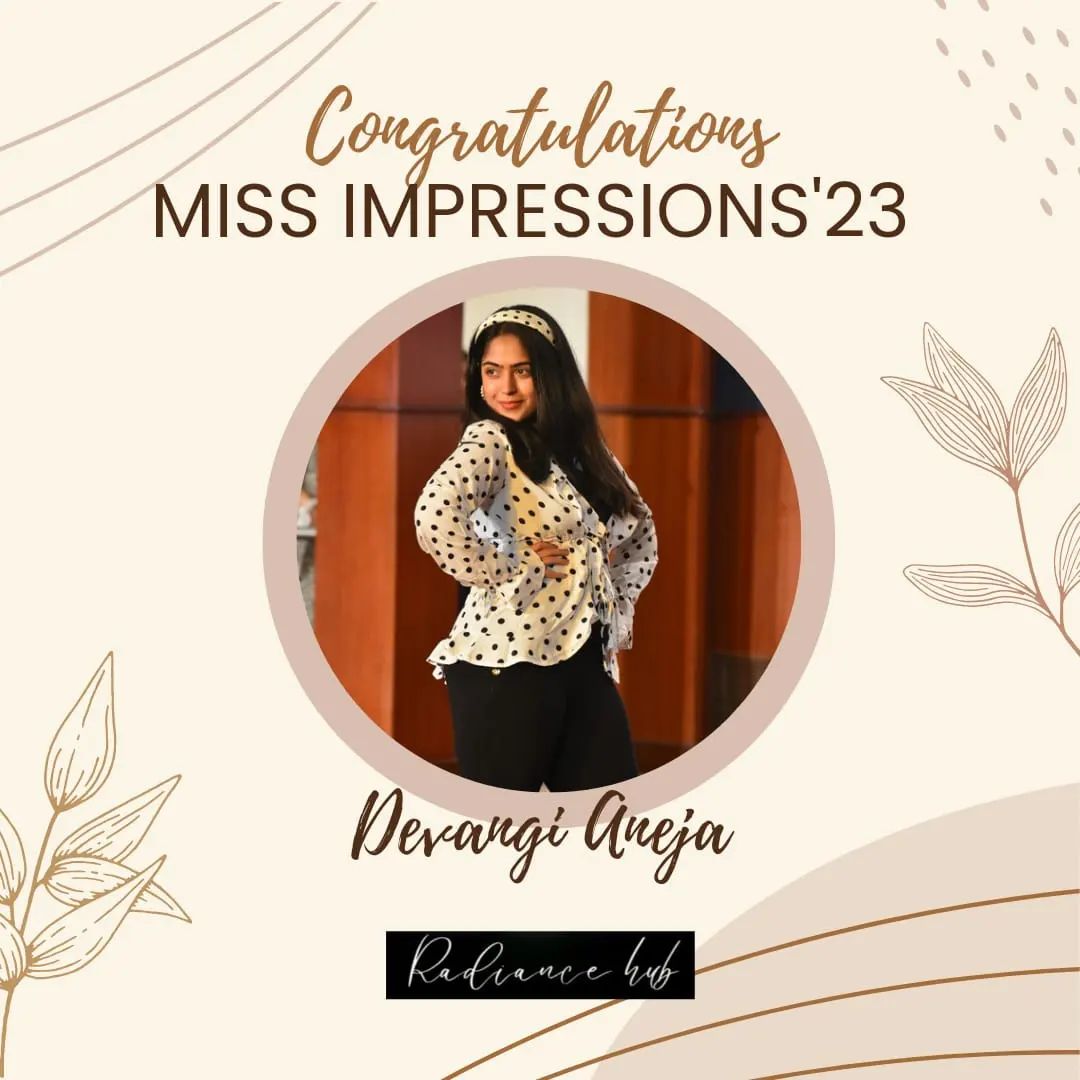 Congratulations
MISS IMPRESSIONS'23
Devangi Aneja
Radiance hub